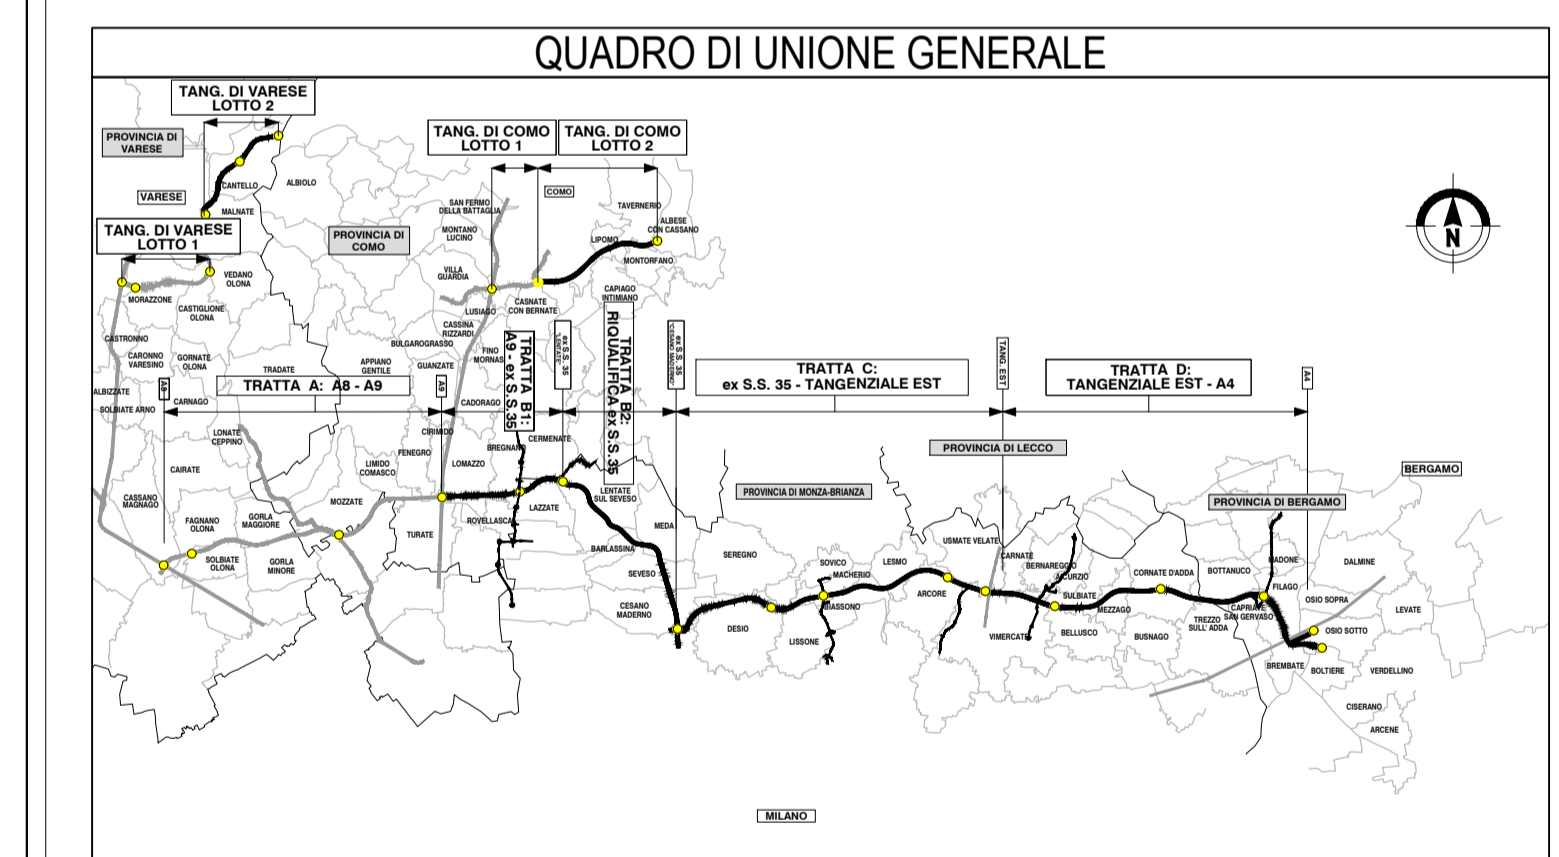 QUADRO DI UNIONE GENERALE
TANG. DI VARESE
LOTTO 2
PROVINCIA DI
VARESE
TANG. DI COMO
LOTTO 1
TANG. DI COMO
LOTTO 2
CANTELLO
ALBIOLO
VARESE
MALNATE
COMO
SAN FERMO
DELLA BATTAGLIA
TAVERNERIO
ALBESE
CON CASSANO
TANG. DI VARESE
LOTTO 1
PROVINCIA DI
COMO
MONTANO
LUCINO
LIPOMO
MONTORFANO
N
VEDANO
OLONA
VILLA
GUARDIA
MORAZZONE
CASTIGLIONE
OLONA
LUSIAGO
CASNATE
CON BERNATE
CAPIAGO
INTIMIANO
CASSINA
RIZZARDI
CASTRONNO
BULGAROGRASSO
FINO
MORNAS
CARONNO
VARESINO
GORNATE
OLONA
TRADATE
APPIANO
GENTILE
GUANZATE
TRATTA B1:
A9 - ex S.S.35
ex S.S. 35
"LENTATE"
TRATTA B2:
RIQUALIFICA ex S.S.35
ex S.S. 35
"CESANO MADERNO"
TRATTA C:
ex S.S. 35 - TANGENZIALE EST
TANG. EST
TRATTA D:
TANGENZIALE EST - A4
A4
A8
TRATTA A: A8 - A9
A9
ALBIZZATE
CARNAGO
SOLBIATE ARNO
CADORAGO
LONATE
CEPPINO
CIRIMIDO
BREGNANO
CERMENATE
FENEGRO
CAIRATE
LIMIDO
COMASCO
LOMAZZO
PROVINCIA DI LECCO
BERGAMO
CASSANO
MAGNAGO
MOZZATE
LENTATE
SUL SEVESO
PROVINCIA DI MONZA-BRIANZA
PROVINCIA DI BERGAMO
FAGNANO
OLONA
GORLA
MAGGIORE
ROVELLASCA
LAZZATE
TURATE
MEDA
SOLBIATE
OLONA
GORLA
MINORE
BARLASSINA
SEVESO
SEREGNO
SOVICO
MACHERIO
LESMO
USMATE VELATE
CARNATE
BERNAREGGIO
AICURZIO
CORNATE D'ADDA
BOTTANUCO
MADONE
DALMINE
CESANO
MADERNO
BIASSONO
ARCORE
SULBIATE
MEZZAGO
FILAGO
CAPRIATE
SAN GERVASO
OSIO SOPRA
LEVATE
DESIO
LISSONE
VIMERCATE
BELLUSCO
BUSNAGO
TREZZO
SULL' ADDA
OSIO SOTTO
BREMBATE
BOLTIERE
VERDELLINO
CISERANO
ARCENE
MILANO